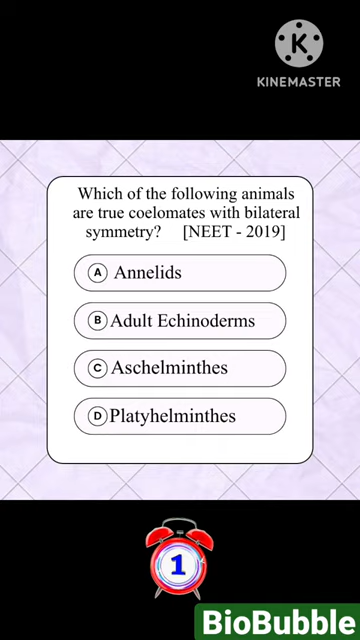 KINEMASTER
Which of the following animals
are true coelomates with bilateral
symmetry? [NEET - 2019]
A Annelids
B Adult Echinoderms
C Aschelminthes
D Platyhelminthes
1
BioBubble